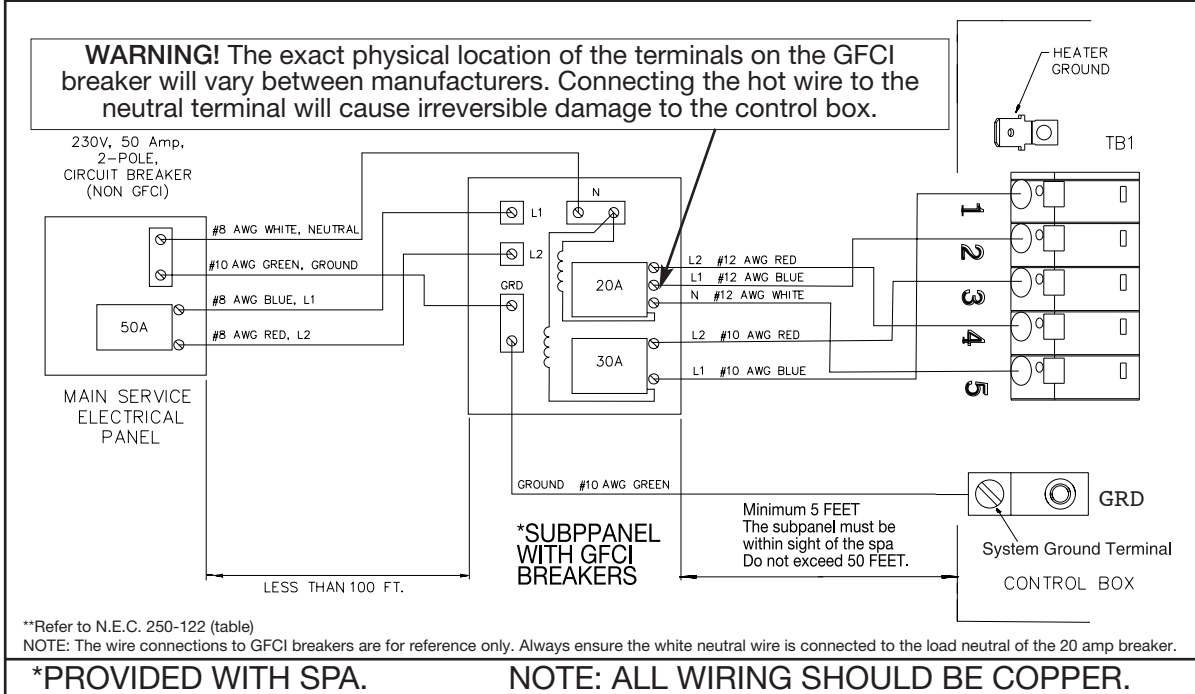 WARNING! The exact physical location of the terminals on the GFCI
breaker will vary between manufacturers. Connecting the hot wire to the
neutral terminal will cause irreversible damage to the control box.
230V, 50 Amp,
2-POLE,
CIRCUIT BREAKER
(NON GFCI)
#8 AWG WHITE, NEUTRAL
#10 AWG GREEN, GROUND
#8 AWG BLUE, L1
#8 AWG RED, L2
50A
MAIN SERVICE
ELECTRICAL
PANEL
L1
N
L2
GRD
20A
30A
L2 #12 AWG RED
L1 #12 AWG BLUE
N #12 AWG WHITE
L2 #10 AWG RED
L1 #10 AWG BLUE
HEATER
GROUND
TB1
1
2
3
4
5
GROUND #10 AWG GREEN
*SUBPPANEL
WITH GFCI
BREAKERS
Minimum 5 FEET
The subpanel must be
within sight of the spa
Do not exceed 50 FEET.
GRD
System Ground Terminal
CONTROL BOX
LESS THAN 100 FT.
**Refer to N.E.C. 250-122 (table)
NOTE: The wire connections to GFCI breakers are for reference only. Always ensure the white neutral wire is connected to the load neutral of the 20 amp breaker.
*PROVIDED WITH SPA.
NOTE: ALL WIRING SHOULD BE COPPER.